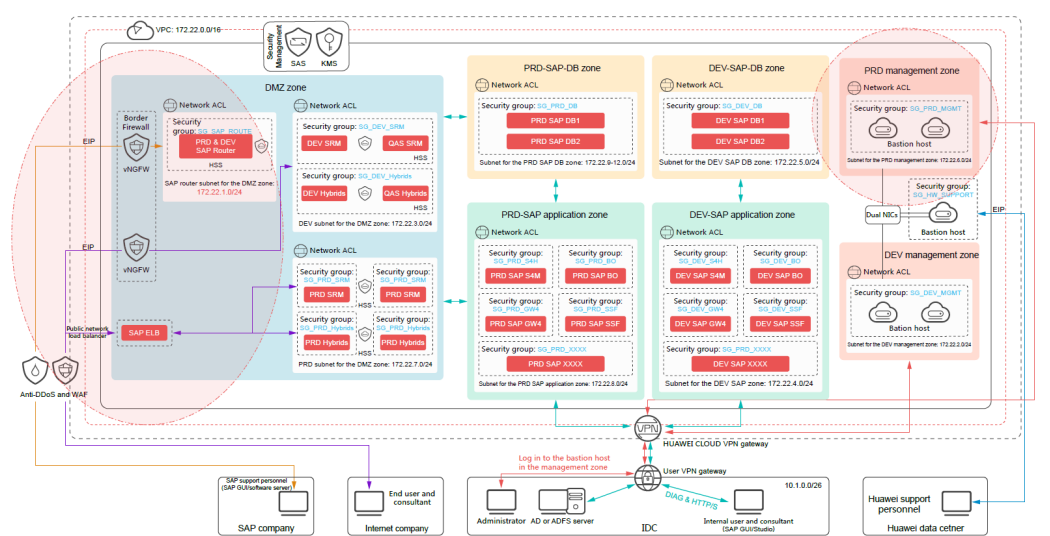 VPC: 172.22.0.0/16
Security
Management
SAS
KMS
DMZ zone
Border
Firewall
vNGFW
EIP
Network ACL
Security
group: SG_SAP_ROUTE
PRD & DEV
SAP Router
HSS
SAP router subnet for the DMZ zone:
172.22.1.0/24
EIP
vNGFW
Public network
load balancer
SAP ELB
Anti-DDoS and WAF
Network ACL
Security group: SG_DEV_SRM
DEV SRM
QAS SRM
HSS
Security group: SG_DEV_Hybrids
DEV Hybrids
QAS Hybrids
HSS
DEV subnet for the DMZ zone: 172.22.3.0/24
Network ACL
Security group:
SG_PRD_SRM
PRD SRM
Security group:
SG_PRD_SRM
PRD SRM
HSS
Security group:
SG_PRD_Hybrids
PRD Hybrids
Security group:
SG_PRD_Hybrids
PRD Hybrids
HSS
PRD subnet for the DMZ zone: 172.22.7.0/24
PRD-SAP-DB zone
Network ACL
Security group: SG_PRD_DB
PRD SAP DB1
PRD SAP DB2
Subnet for the PRD SAP DB zone: 172.22.9-12.0/24
DEV-SAP-DB zone
Network ACL
Security group: SG_DEV_DB
DEV SAP DB1
DEV SAP DB2
Subnet for the DEV SAP DB zone: 172.22.5.0/24
PRD-SAP application zone
Network ACL
Security group:
SG_PRD_S4H
PRD SAP S4M
Security group:
SG_PRD_BO
PRD SAP BO
Security group:
SG_PRD_GW4
PRD SAP GW4
Security group:
SG_PRD_SSF
PRD SAP SSF
Security group: SG_PRD_XXXX
PRD SAP XXXX
Subnet for the PRD SAP application zone: 172.22.8.0/24
DEV-SAP application zone
Network ACL
Security group:
SG_DEV_S4H
DEV SAP S4M
Security group:
SG_DEV_BO
DEV SAP BO
Security group:
SG_DEV_GW4
DEV SAP GW4
Security group:
SG_DEV_SSF
DEV SAP SSF
Security group: SG_PRD_XXXX
DEV SAP XXXX
Subnet for the DEV SAP zone: 172.22.4.0/24
PRD management zone
Network ACL
Security group: SG_PRD_MGMT
Bastion host
Subnet for the PRD management zone: 172.22.6.0/24
Dual NICs
Security group:
SG_HW_SUPPORT
Bastion host
EIP
DEV management zone
Network ACL
Security group: SG_DEV_MGMT
Bation host
Subnet for the DEV management zone: 172.22.2.0/24
VPN
HUAWEI CLOUD VPN gateway
Log in to the bastion host
in the management zone
User VPN gateway
SAP support personnel
(SAP GUI/software server)
SAP company
End user and
consultant
Internet company
10.1.0.0/26
Administrator
AD or ADFS server
DIAG & HTTP/S
Internal user and consultant
(SAP GUI/Studio)
IDC
Huawei support
personnel
Huawei data cetner